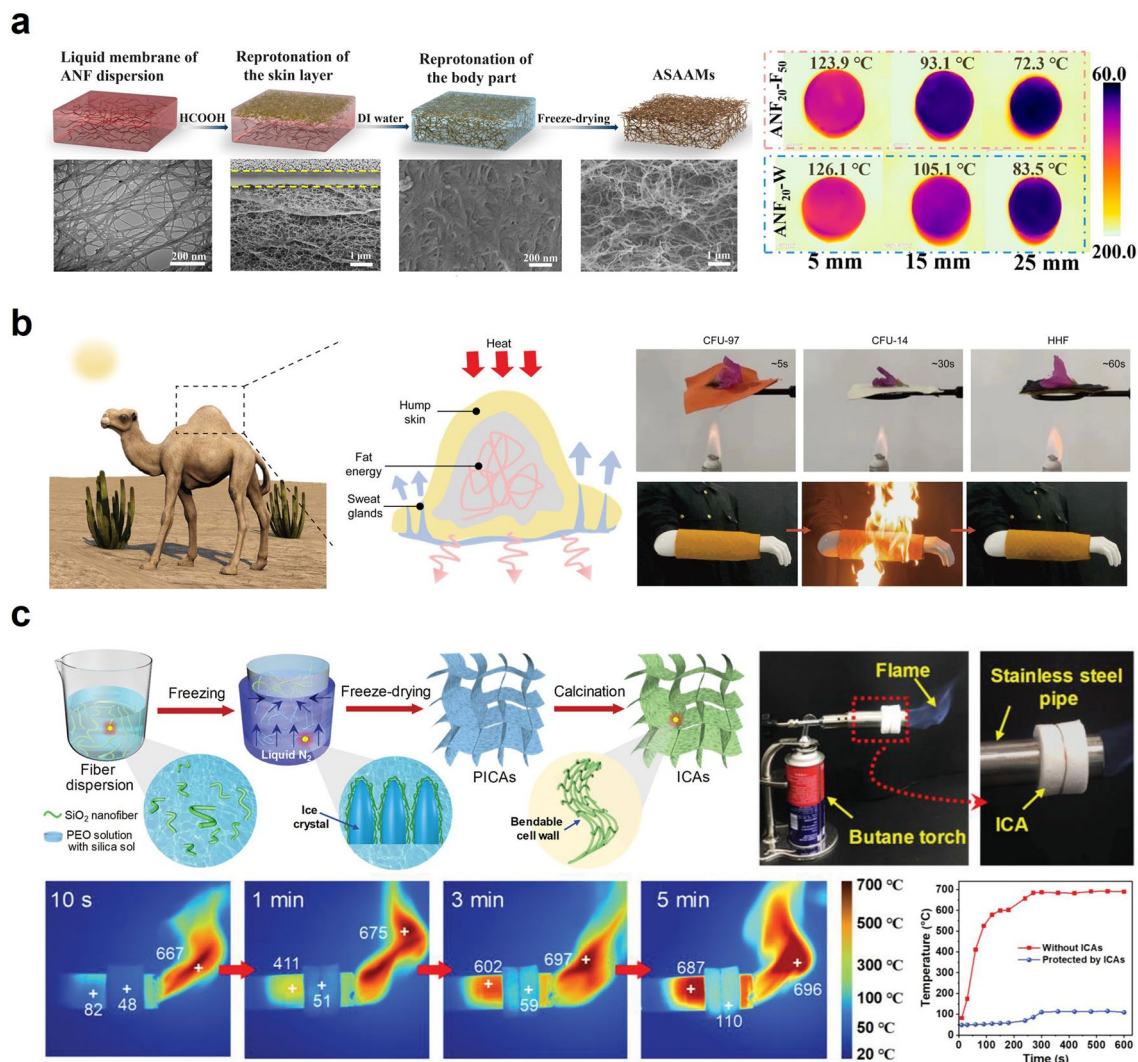 a
Liquid membrane of
ANF dispersion
Reprotonation of
the skin layer
Reprotonation of
the body part
ASAAMs
HCOOH
DI water
Freeze-drying
200 nm
1 μm
200 nm
1 μm
ANF20-F50
123.9 °C
93.1 °C
72.3 °C
ANF20-W
126.1 °C
105.1 °C
83.5 °C
5 mm
15 mm
25 mm
60.0
200.0
b
Heat
Hump
skin
Fat
energy
Sweat
glands
CFU-97
CFU-14
HHF
~5s
~30s
~60s
c
Freezing
Freeze-drying
Calcination
Fiber
dispersion
Liquid N2
PICAs
ICAs
SiO2 nanofiber
PEO solution
with silica sol
Ice
crystal
Bendable
cell wall
Flame
Butane torch
Stainless steel
pipe
ICA
10 s
667
82
48
1 min
675
411
51
3 min
602
697
59
5 min
687
696
110
700 °C
500 °C
300 °C
100 °C
50 °C
20 °C
Temperature (°C)
700
600
500
400
300
200
100
0
Without ICAs
Protected by ICAs
0 100 200 300 400 500 600
Time (s)